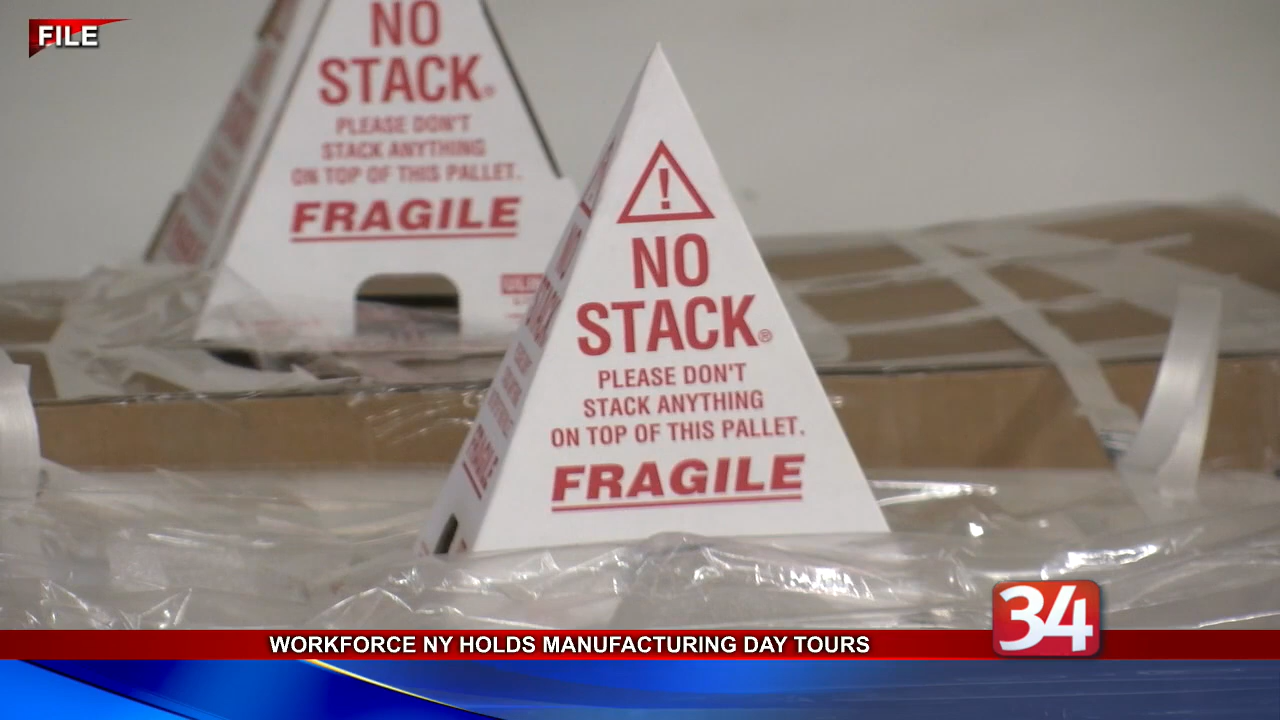 FILE
NO
STACK®
PLEASE DON'T
STACK ANYTHING
ON TOP OF THIS PALLET.
FRAGILE
!
NO
STACK®
PLEASE DON'T
STACK ANYTHING
ON TOP OF THIS PALLET.
FRAGILE
34
WORKFORCE NY HOLDS MANUFACTURING DAY TOURS